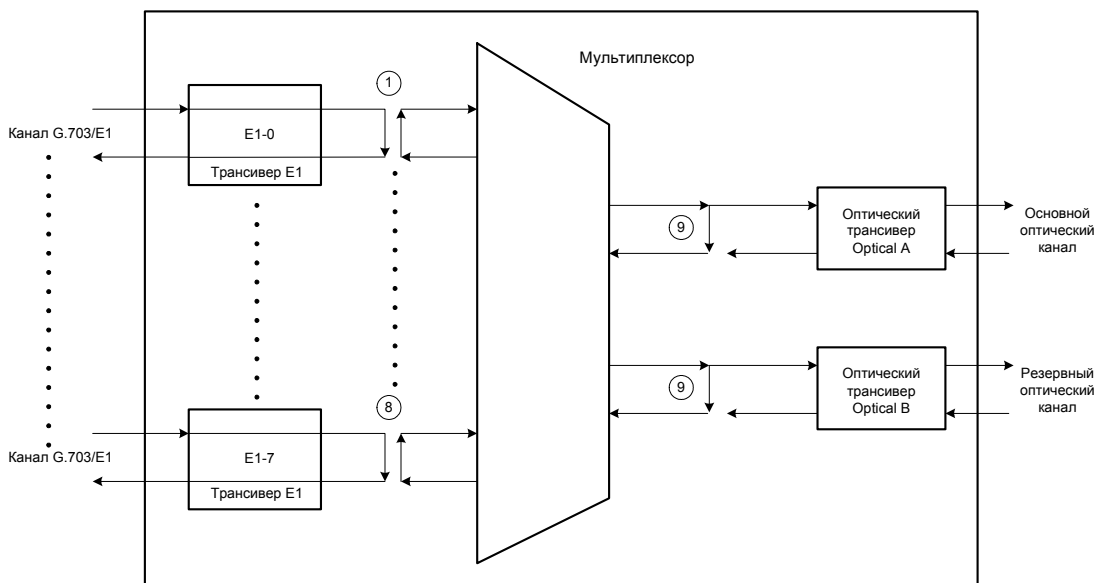 Мультиплексор
1
Канал G.703/E1
E1-0
Трансивер E1
9
Оптический
трансивер
Optical A
Основной
оптический
канал
9
Оптический
трансивер
Optical B
Резервный
оптический
канал
8
Канал G.703/E1
E1-7
Трансивер E1